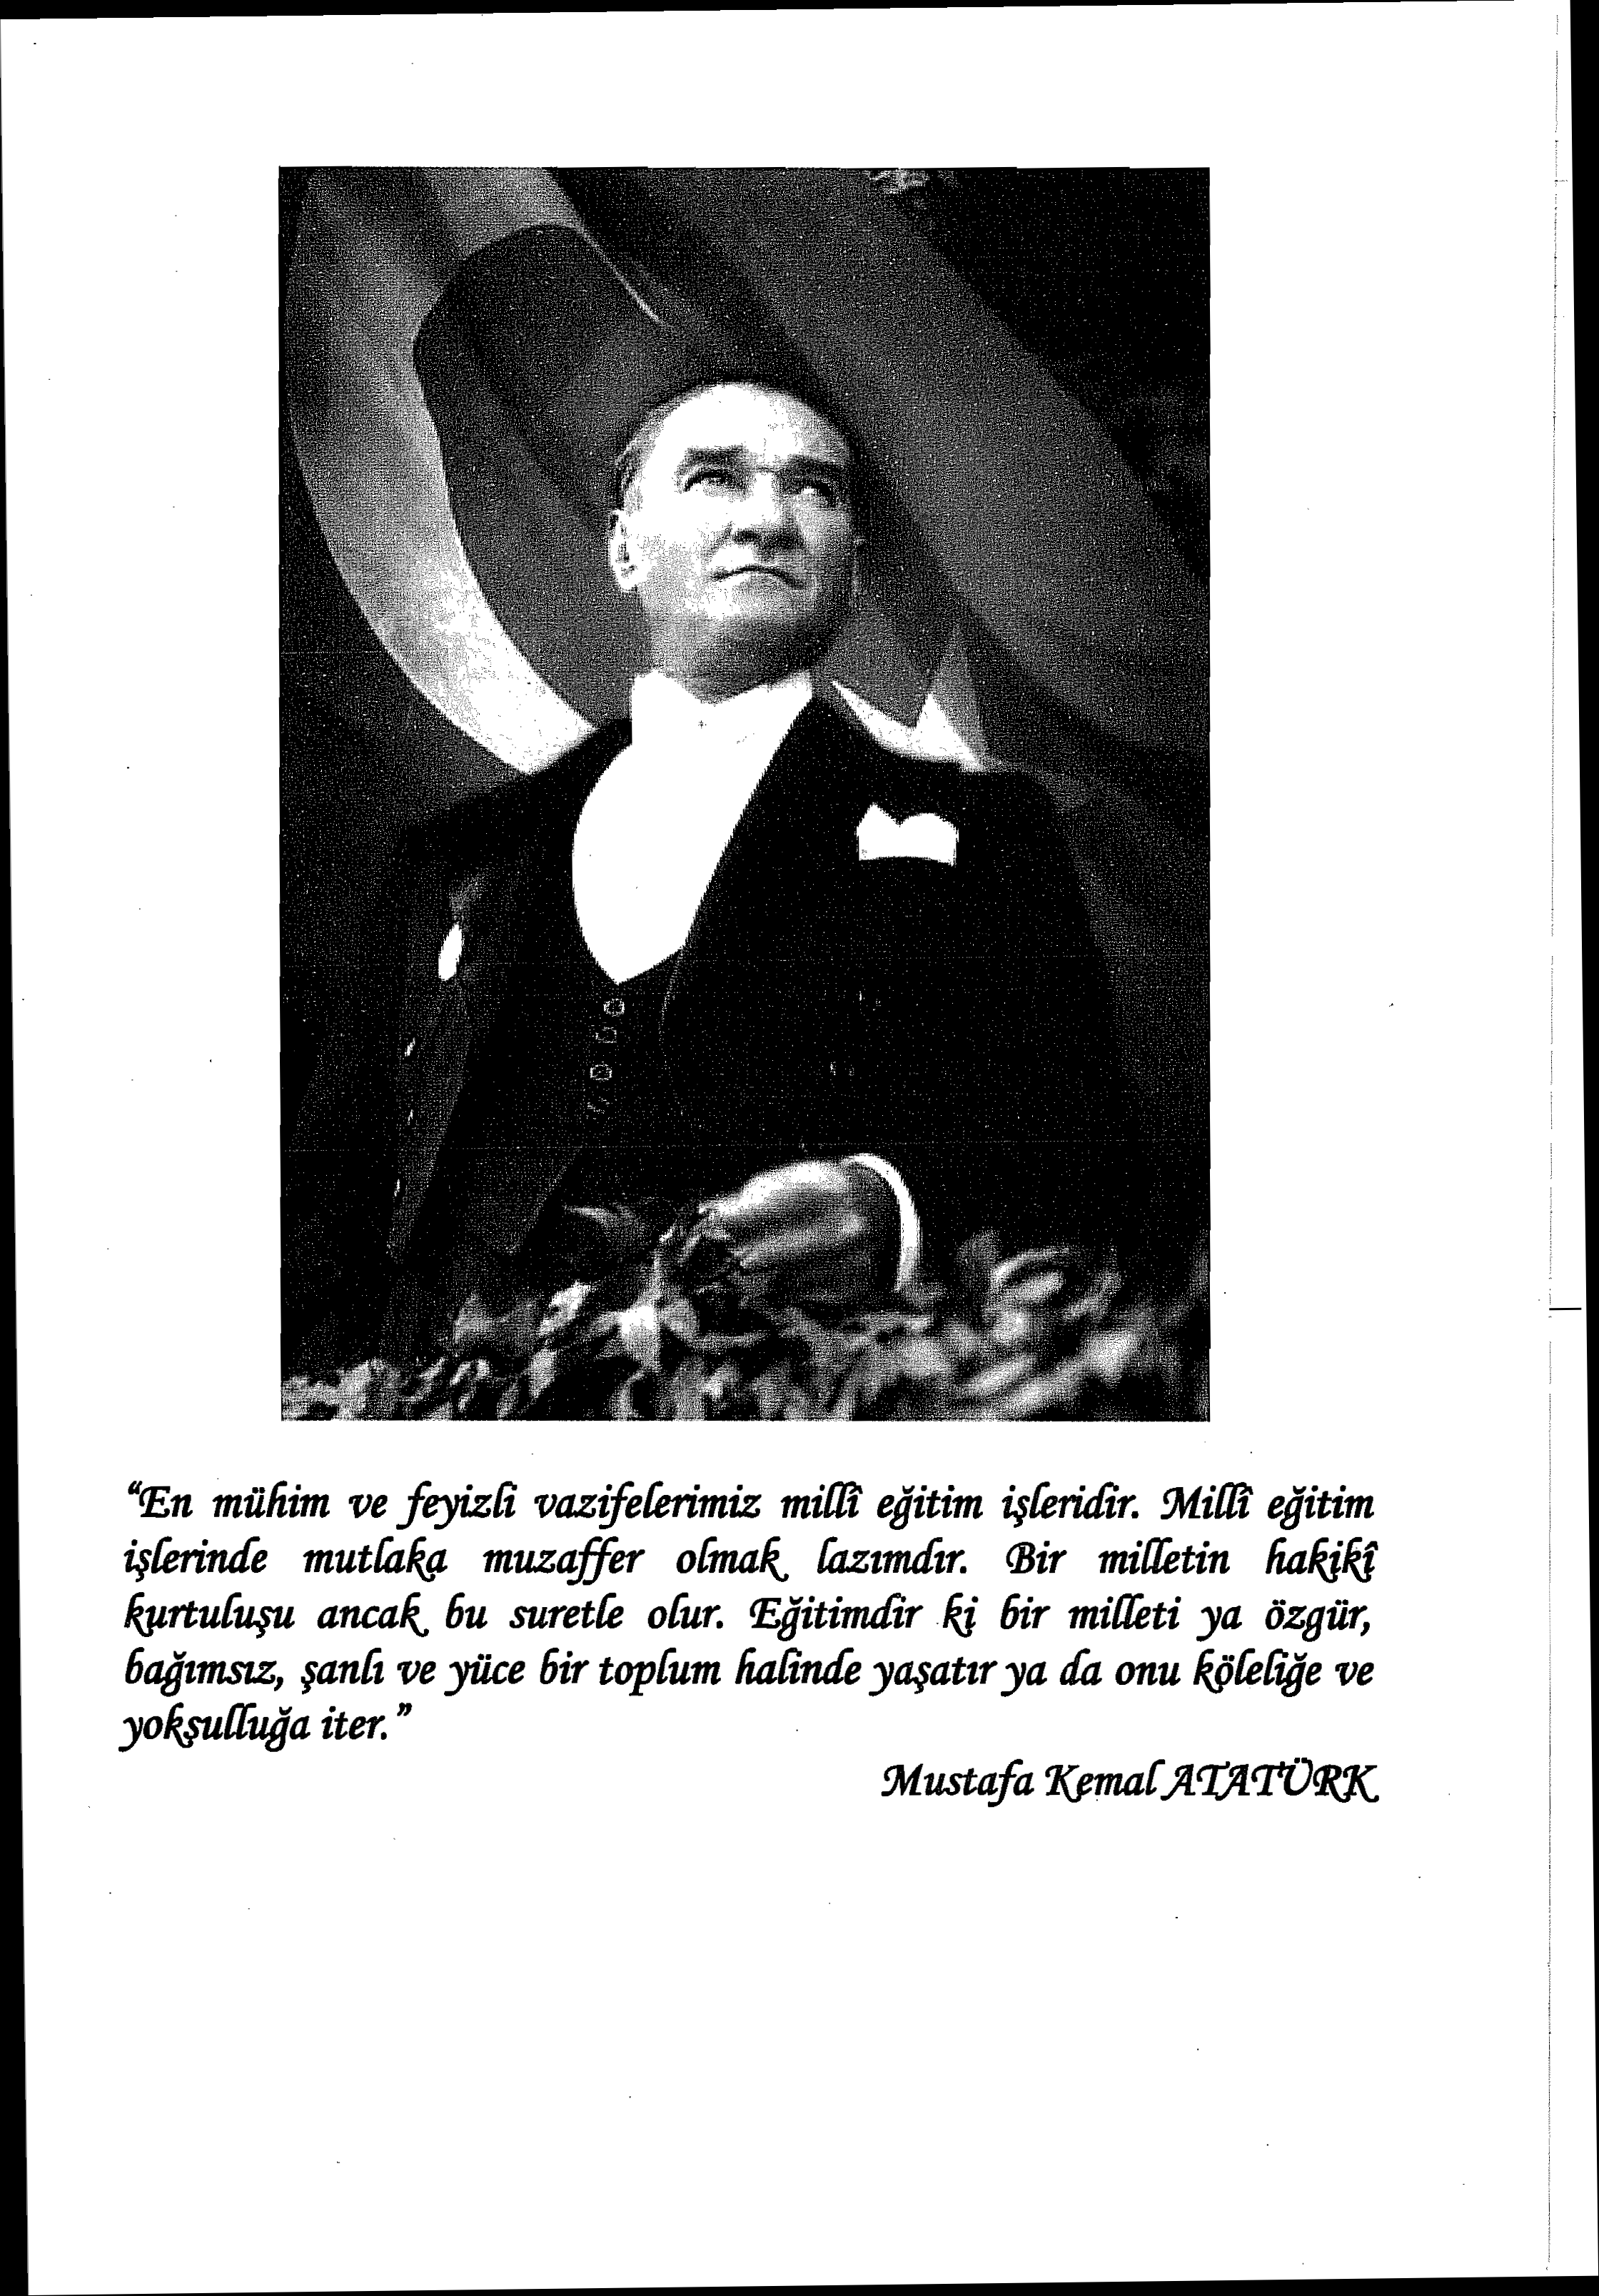 “En mühim ve feyizli vazifelerimiz millî eğitim işleridir. Millî eğitim
işlerinde mutlaka muzaffer olmak lazımdır. Bir milletin hakikî
kurtuluşu ancak bu suretle olur. Eğitimdir ki bir milleti ya özgür,
bağımsız, şanlı ve yüce bir toplum halinde yaşatır ya da onu köleliğe ve
yoksulluğa iter.”
Mustafa Kemal ATATÜRK